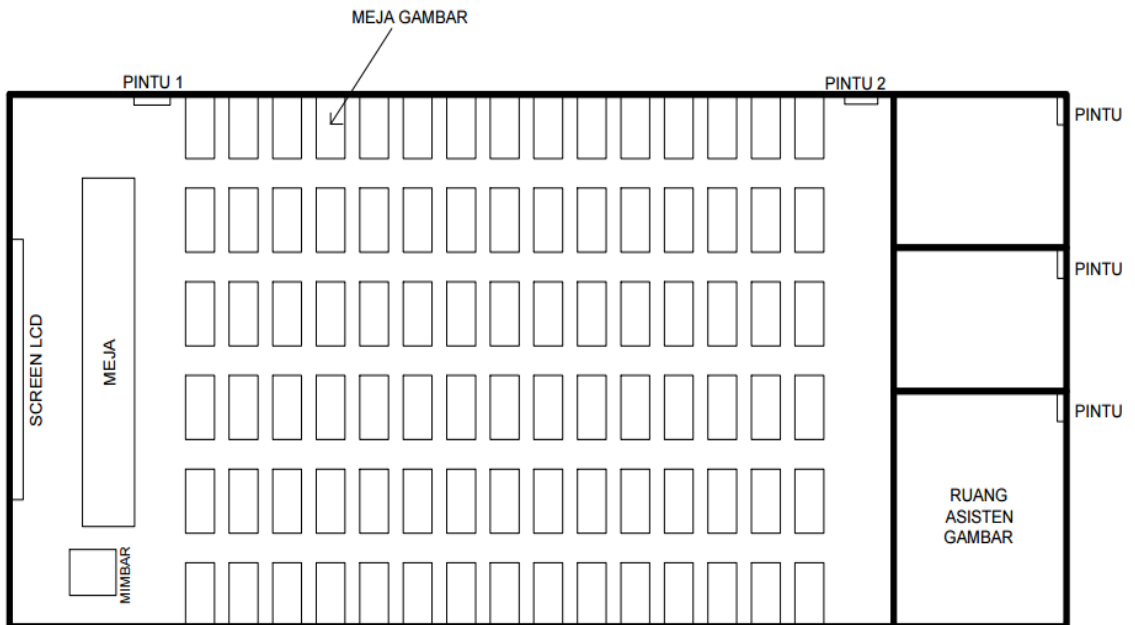 MEJA GAMBAR
PINTU 1
PINTU 2
PINTU
PINTU
PINTU
SCREEN LCD
MEJA
MIMBAR
RUANG
ASISTEN
GAMBAR